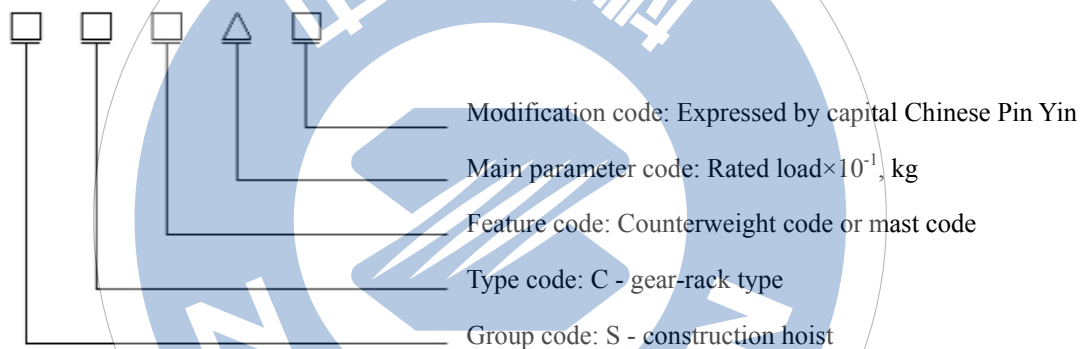 Modification code: Expressed by capital Chinese Pin Yin
Main parameter code: Rated load×10⁻¹, kg
Feature code: Counterweight code or mast code
Type code: C - gear-rack type
Group code: S - construction hoist